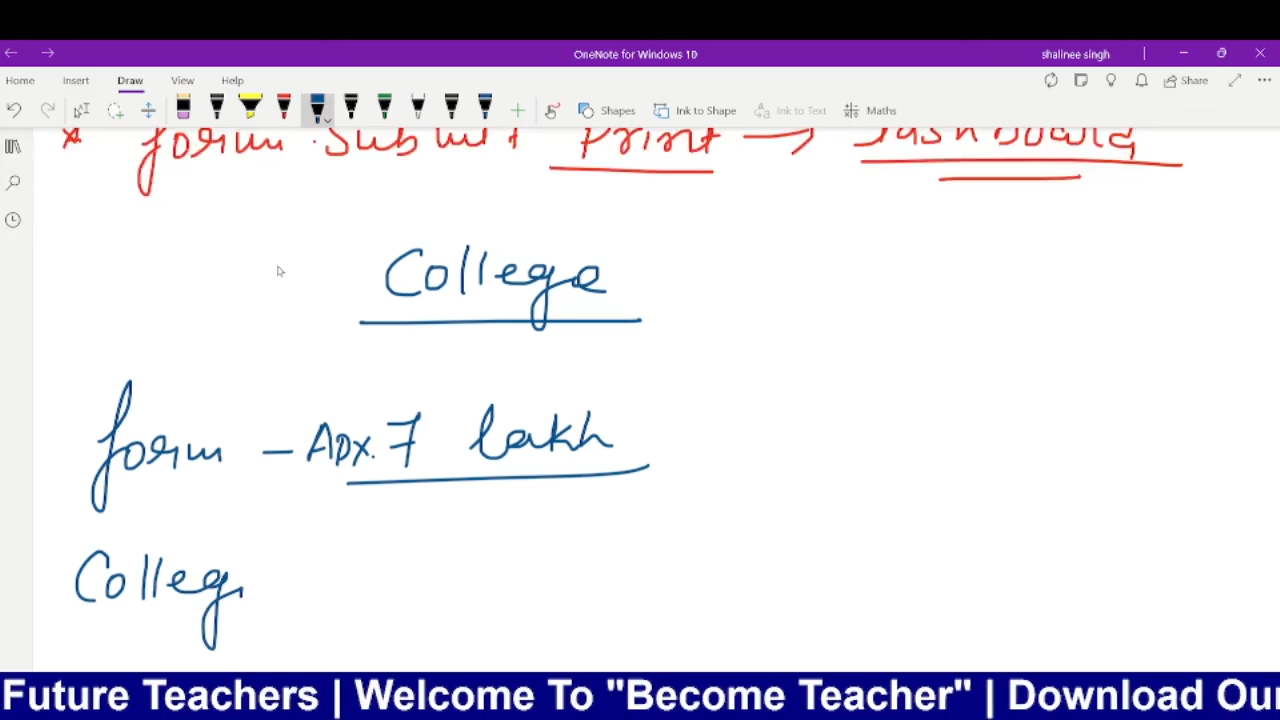 OneNote for Windows 10
shalinee singh
Home Insert Draw View Help
Share
Shapes Ink to Shape Ink to Text Maths
* form Submit Print → Dashboard
College
form - Apx. 7 lakh
Colleg
Future Teachers | Welcome To "Become Teacher" | Download Our